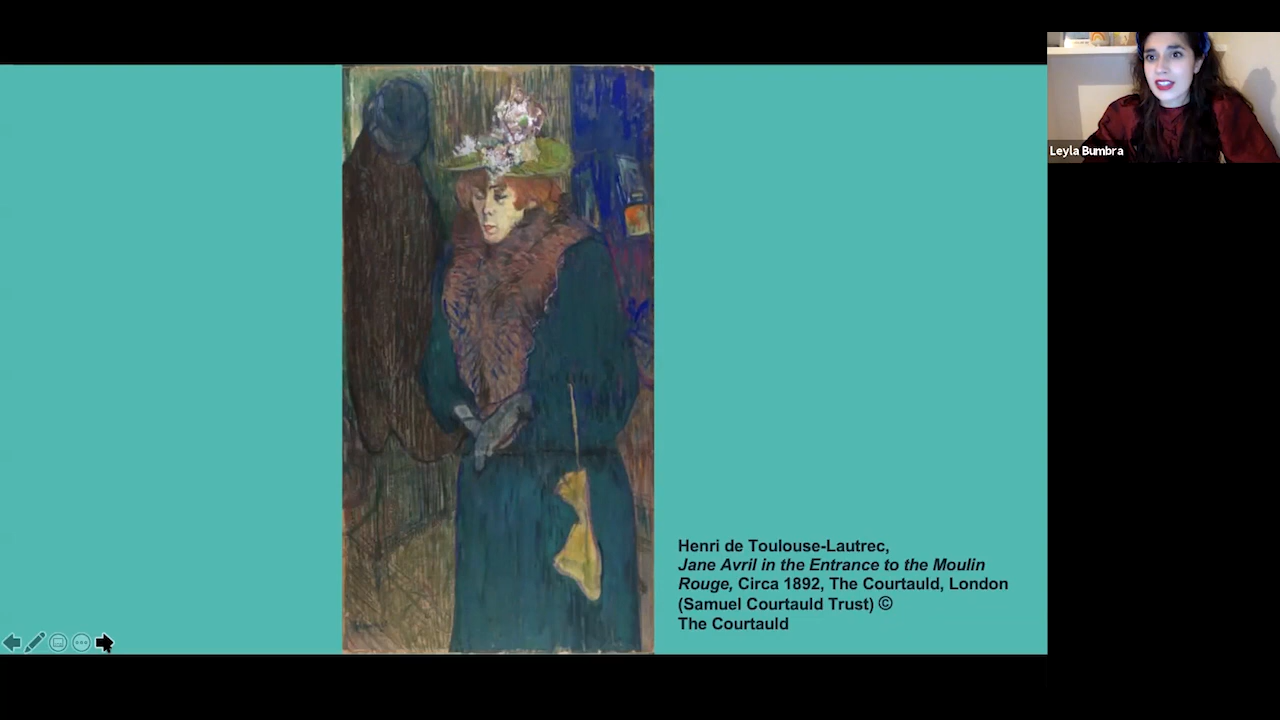 Leyla Bumbra
Henri de Toulouse-Lautrec,
Jane Avril in the Entrance to the Moulin
Rouge, Circa 1892, The Courtauld, London
(Samuel Courtauld Trust) ©
The Courtauld